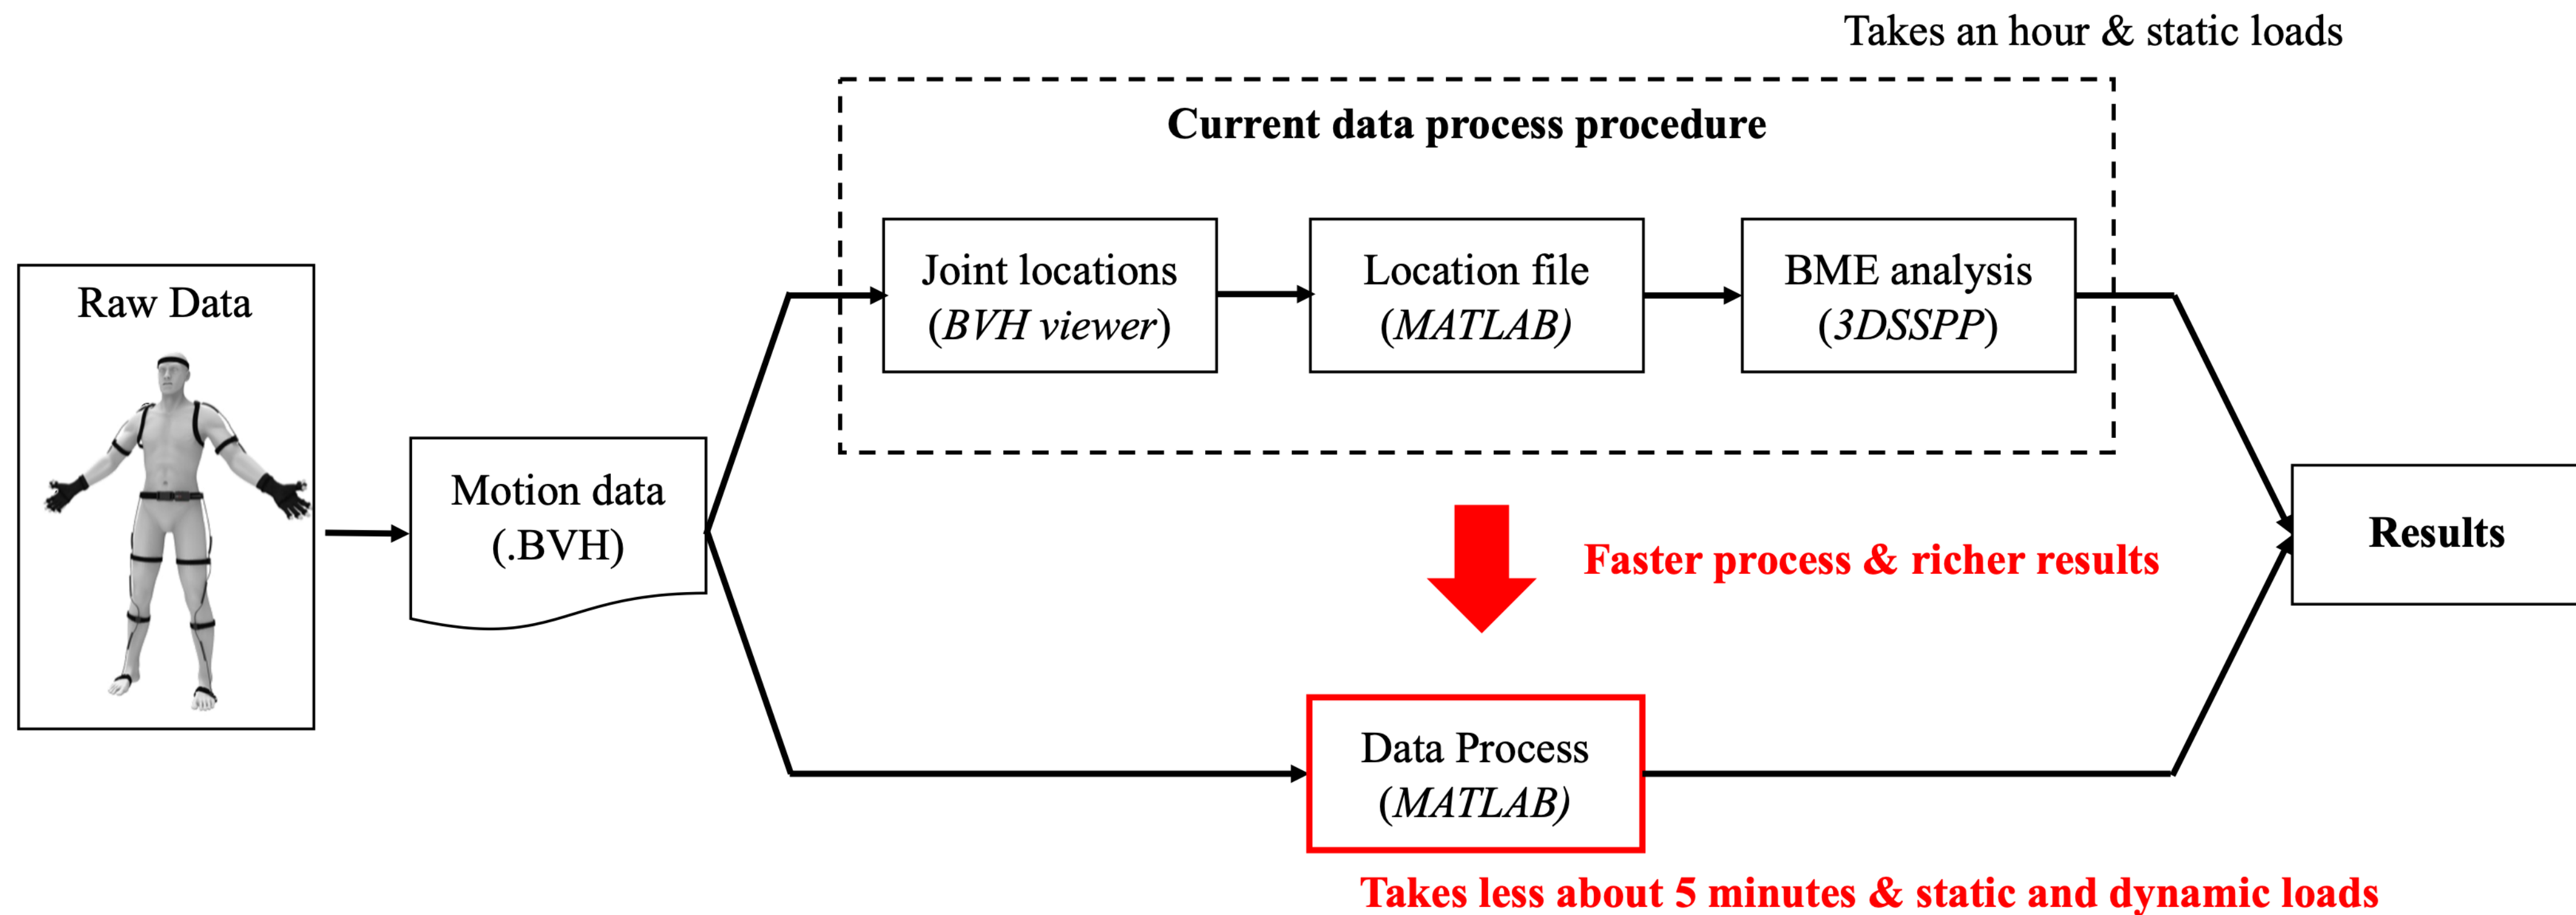 Takes an hour & static loads
Current data process procedure
Raw Data
Joint locations
(BVH viewer)
Location file
(MATLAB)
BME analysis
(3DSSPP)
Motion data
(.BVH)
Faster process & richer results
Results
Data Process
(MATLAB)
Takes less about 5 minutes & static and dynamic loads